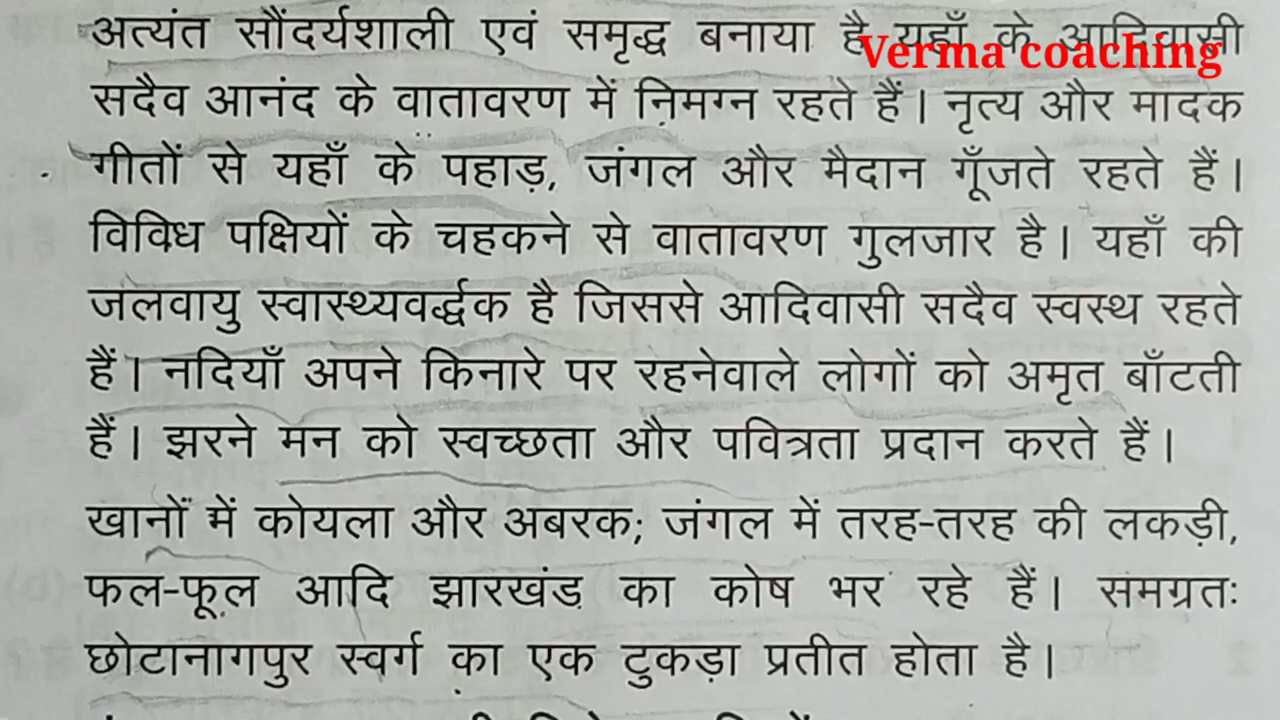 अत्यंत सौंदर्यशाली एवं समृद्ध बनाया है यहाँ के आदिवासी
Verma coaching
सदैव आनंद के वातावरण में निमग्न रहते हैं। नृत्य और मादक
गीतों से यहाँ के पहाड़, जंगल और मैदान गूँजते रहते हैं।
विविध पक्षियों के चहकने से वातावरण गुलजार है। यहाँ की
जलवायु स्वास्थ्यवर्द्धक है जिससे आदिवासी सदैव स्वस्थ रहते
हैं। नदियाँ अपने किनारे पर रहनेवाले लोगों को अमृत बाँटती
हैं। झरने मन को स्वच्छता और पवित्रता प्रदान करते हैं।
खानों में कोयला और अबरक; जंगल में तरह-तरह की लकड़ी,
फल-फूल आदि झारखंड का कोष भर रहे हैं। समग्रतः
छोटानागपुर स्वर्ग का एक टुकड़ा प्रतीत होता है।